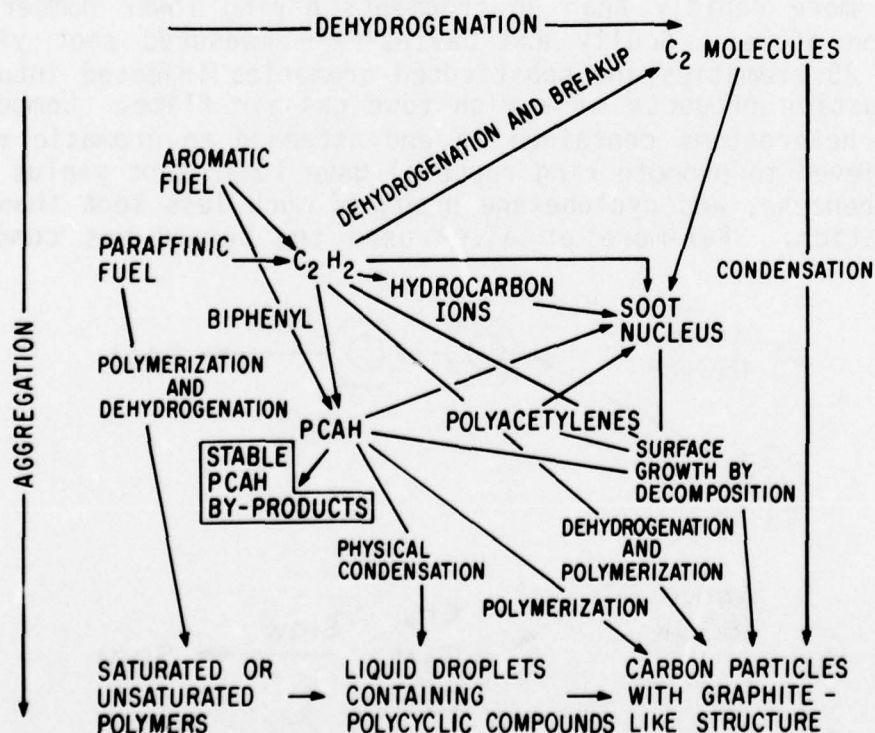 DEHYDROGENATION
C2 MOLECULES
DEHYDROGENATION AND BREAKUP
AROMATIC
FUEL
PARAFFINIC
FUEL
C2 H2
CONDENSATION
HYDROCARBON
IONS
SOOT
NUCLEUS
BIPHENYL
POLYMERIZATION
AND
DEHYDROGENATION
AGGREGATION
PCAH
POLYACETYLENES
STABLE
PCAH
BY-PRODUCTS
SURFACE
GROWTH BY
DECOMPOSITION
PHYSICAL
CONDENSATION
DEHYDROGENATION
AND
POLYMERIZATION
POLYMERIZATION
SATURATED OR
UNSATURATED
POLYMERS
LIQUID DROPLETS
CONTAINING
POLYCYCLIC COMPOUNDS
CARBON PARTICLES
WITH GRAPHITE-
LIKE STRUCTURE